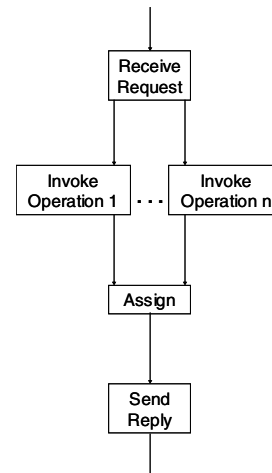 Receive
Request
Invoke
Operation 1
. . .
Invoke
Operation n
Assign
Send
Reply